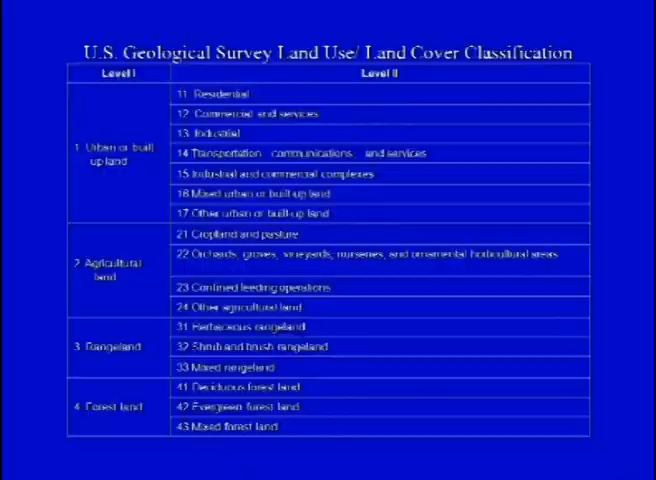 U.S. Geological Survey Land Use/ Land Cover Classification
Level I
Level II
1 Urban or built up land
11 Residential
12 Commercial and services
13 Industrial
14 Transportation communications and services
15 Industrial and commercial complexes
16 Mixed urban or built-up land
17 Other urban or built-up land
2 Agricultural land
21 Cropland and pasture
22 Orchards, groves, vineyards, nurseries, and ornamental horticultural areas
23 Confined feeding operations
24 Other agricultural land
3 Rangeland
31 Herbaceous rangeland
32 Shrub and brush rangeland
33 Mixed rangeland
4 Forest land
41 Deciduous forest land
42 Evergreen forest land
43 Mixed forest land